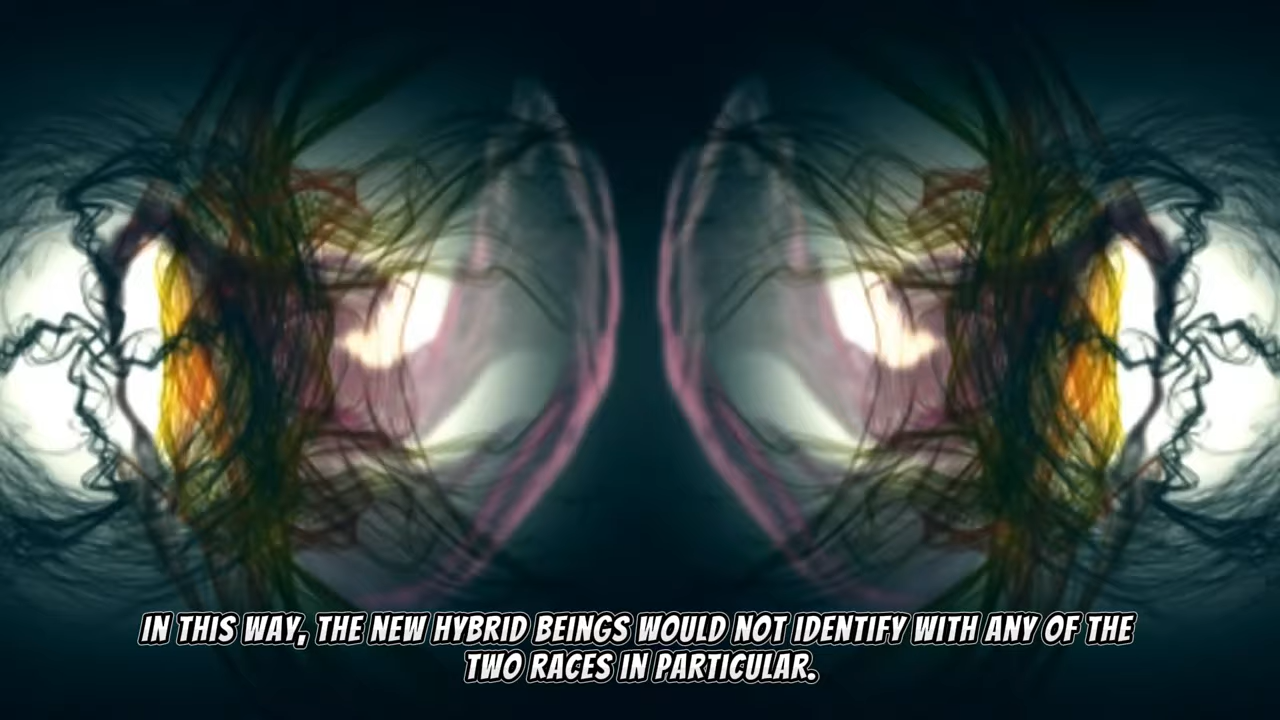 IN THIS WAY, THE NEW HYBRID BEINGS WOULD NOT IDENTIFY WITH ANY OF THE
TWO RACES IN PARTICULAR.